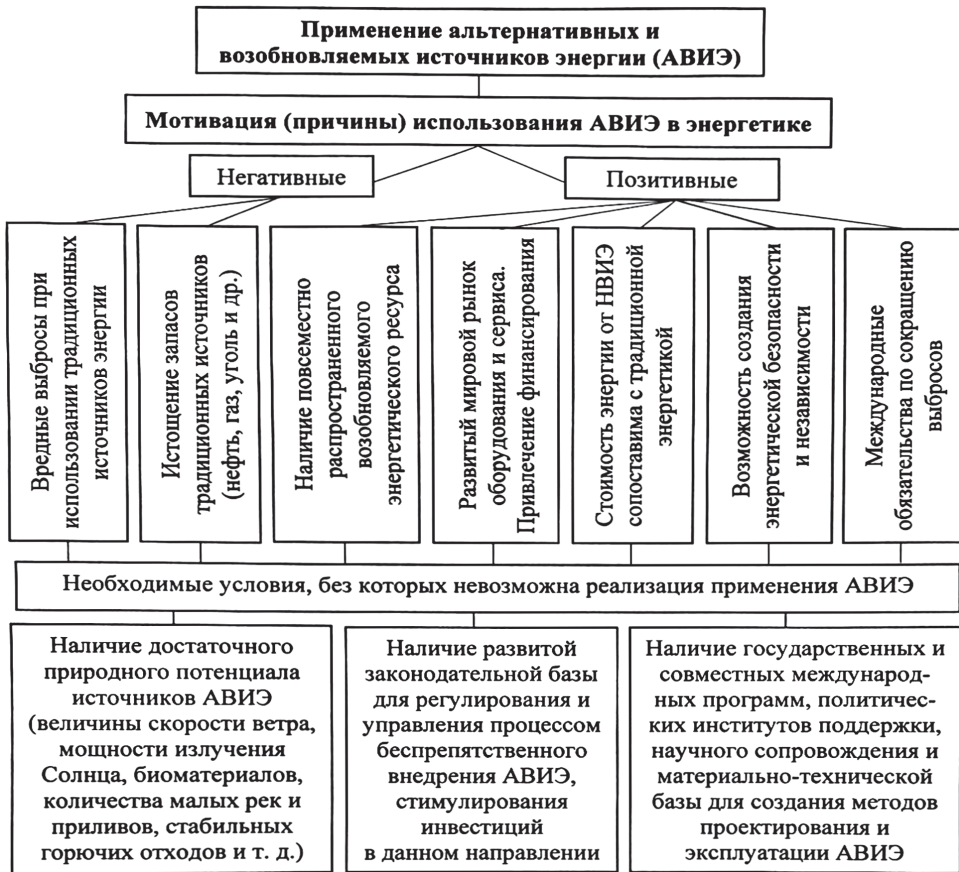 Применение альтернативных и
возобновляемых источников энергии (АВИЭ)
Мотивация (причины) использования АВИЭ в энергетике
Негативные
Позитивные
Вредные выбросы при
использовании традиционных
источников энергии
Истощение запасов
традиционных источников
(нефть, газ, уголь и др.)
Наличие повсеместно
распространенного
возобновляемого
энергетического ресурса
Развитый мировой рынок
оборудования и сервиса.
Привлечение финансирования
Стоимость энергии от НВИЭ
сопоставима с традиционной
энергетикой
Возможность создания
энергетической безопасности
и независимости
Международные
обязательства по сокращению
выбросов
Необходимые условия, без которых невозможна реализация применения АВИЭ
Наличие достаточного
природного потенциала
источников АВИЭ
(величины скорости ветра,
мощности излучения
Солнца, биоматериалов,
количества малых рек и
приливов, стабильных
горючих отходов и т. д.)
Наличие развитой
законодательной базы
для регулирования и
управления процессом
беспрепятственного
внедрения АВИЭ,
стимулирования
инвестиций
в данном направлении
Наличие государственных и
совместных международ-
ных программ, политичес-
ких институтов поддержки,
научного сопровождения и
материально-технической
базы для создания методов
проектирования и
эксплуатации АВИЭ